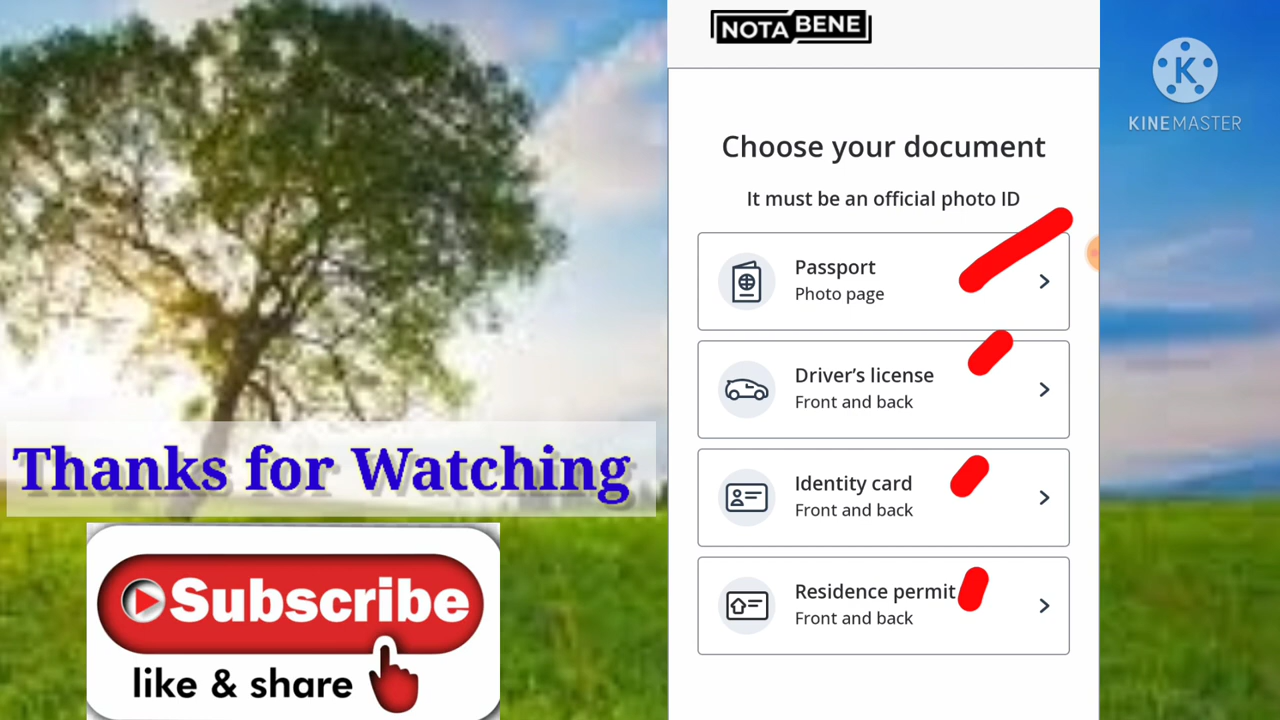 Thanks for Watching
Subscribe
like & share
NOTA BENE
Choose your document
It must be an official photo ID
Passport
Photo page
Driver’s license
Front and back
Identity card
Front and back
Residence permit
Front and back
K
KINEMASTER